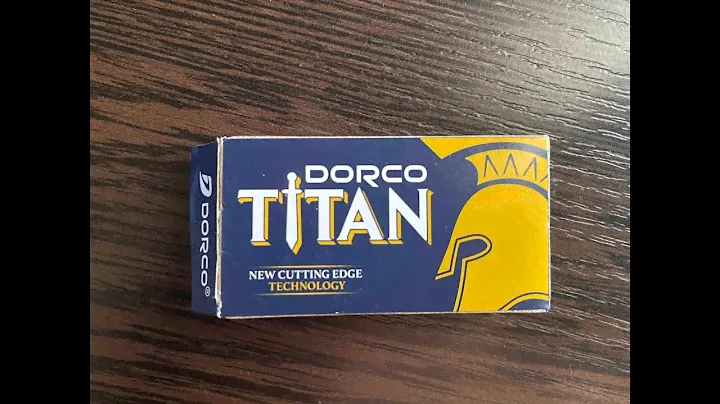 DORCO
TITAN
NEW CUTTING EDGE
TECHNOLOGY
DORCO®